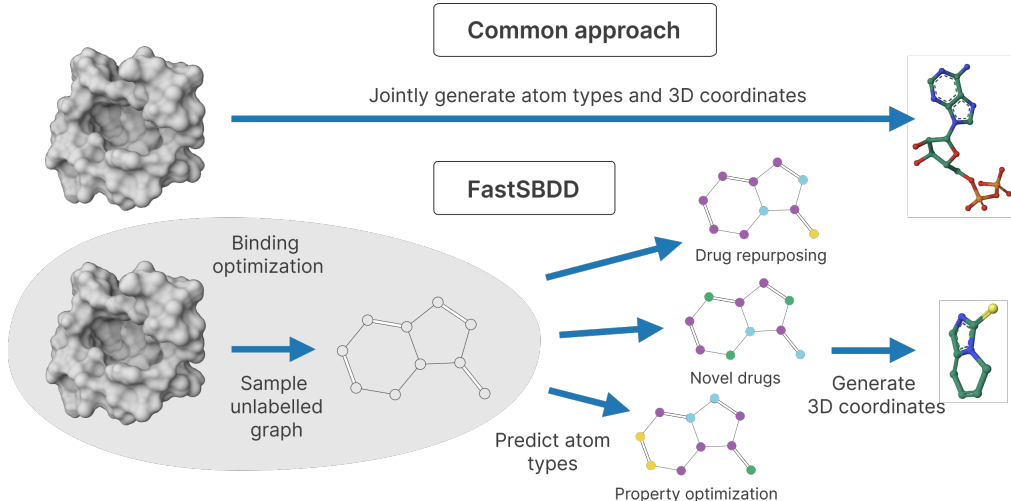 Common approach
Jointly generate atom types and 3D coordinates
FastSBDD
Binding
optimization
Sample
unlabelled
graph
Predict atom
types
Drug repurposing
Novel drugs
Property optimization
Generate
3D coordinates